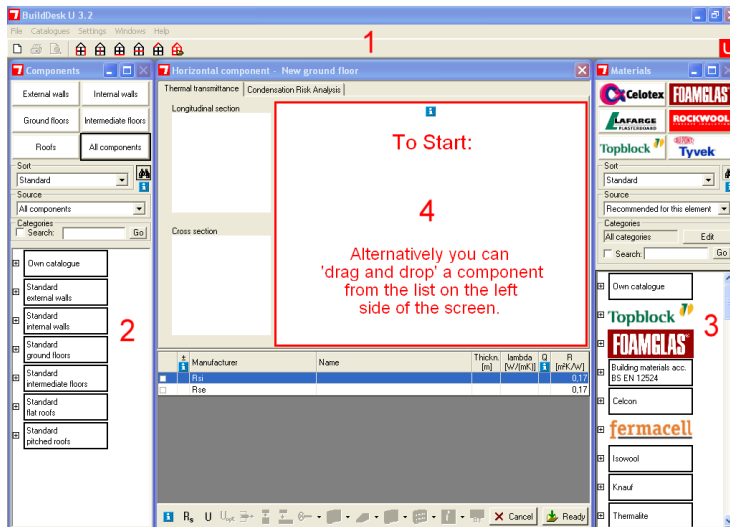 BuildDesk U 3.2
File Catalogues Settings Windows Help
1
U
Components
External walls Internal walls
Ground floors Intermediate floors
Roofs All components
Sort
Standard
Source
All components
Categories
Search: Go
Own catalogue
Standard
external walls
Standard
internal walls
Standard
ground floors
Standard
intermediate floors
Standard
flat roofs
Standard
pitched roofs
2
Horizontal component - New ground floor
Thermal transmittance Condensation Risk Analysis
Longitudinal section
Cross section
To Start:
4
Alternatively you can
'drag and drop' a component
from the list on the left
side of the screen.
± Manufacturer Name Thickn. lambda Q R
[m] [W/(mK)] [m²K/W]
Rsi 0,17
Rse 0,17
Rs U Uopt Cancel Ready
Materials
Celotex FOAMGLAS
LAFARGE ROCKWOOL
PLASTERBOARD
Topblock Tyvek
Sort
Standard
Source
Recommended for this element
Categories
All categories Edit
Search: Go
Own catalogue
Topblock
3
FOAMGLAS
Building materials acc.
BS EN 12524
Celcon
fermacell
Isowool
Knauf
Thermalite